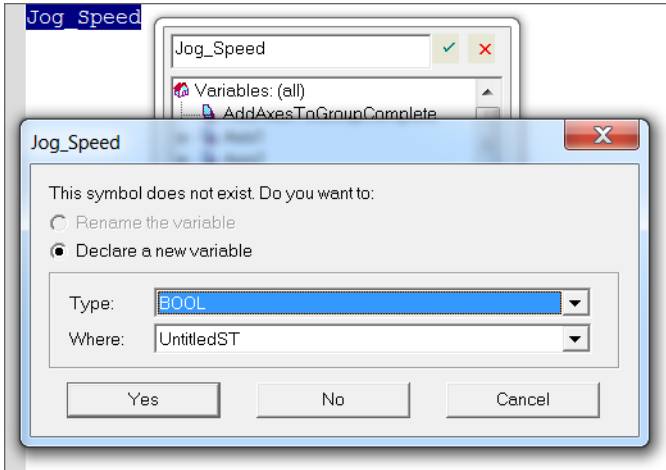 Jog_Speed
Jog_Speed
Variables: (all)
AddAxesToGroupComplete
Jog_Speed
This symbol does not exist. Do you want to:
Rename the variable
Declare a new variable
Type: BOOL
Where: UntitledST
Yes No Cancel